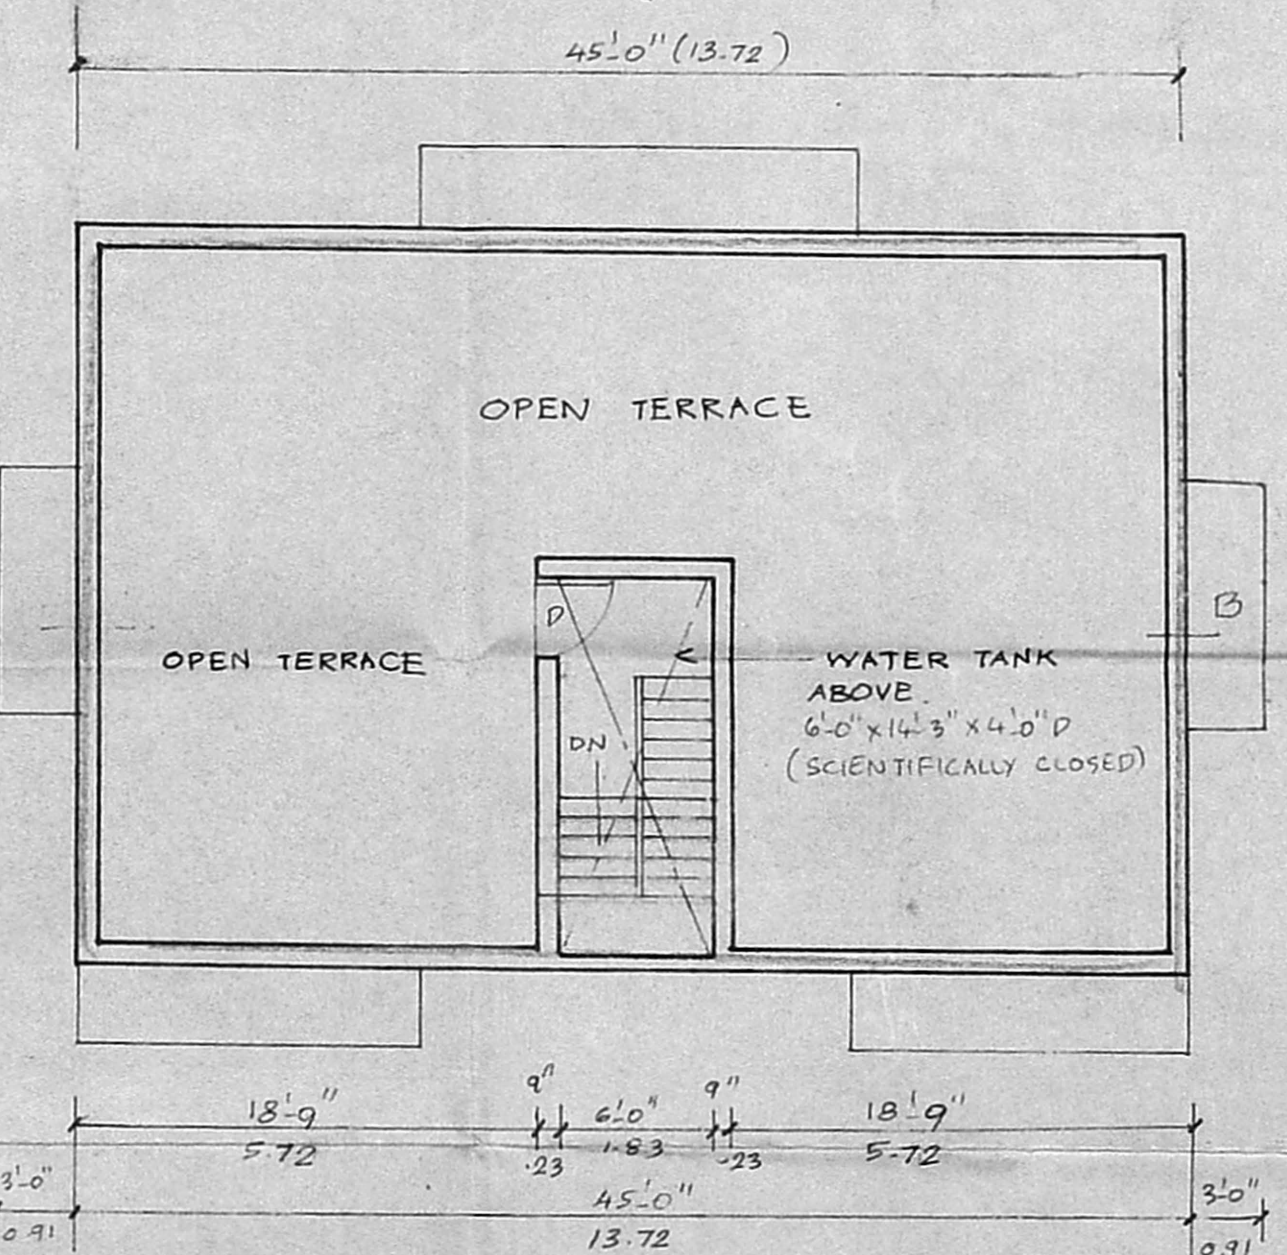 45'-0" (13.72)
OPEN TERRACE
B
D
OPEN TERRACE
WATER TANK
ABOVE.
6'-0" x 14'-3" x 4'-0" D
DN
(SCIENTIFICALLY CLOSED)
9" 9"
18'-9" 6'-0" 18'-9"
5.72 .23 1.83 .23 5.72
3'-0" 45'-0" 3'-0"
0.91 13.72 0.91